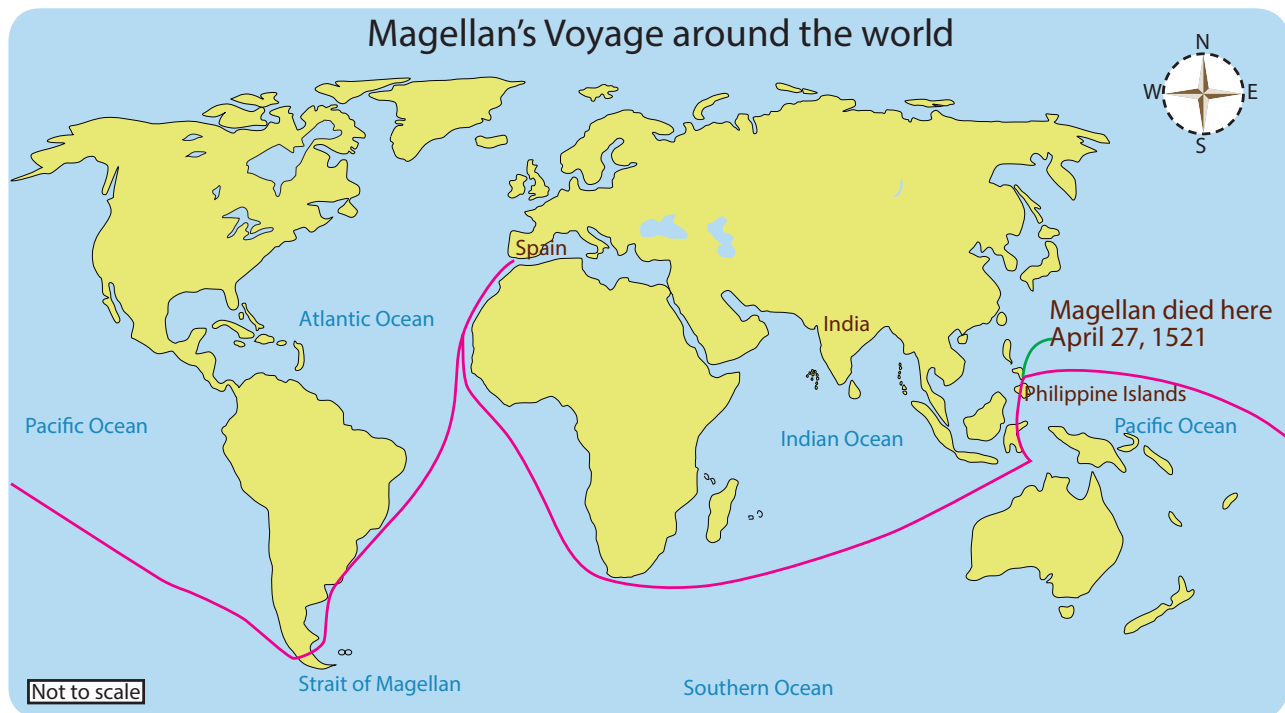 Magellan's Voyage around the world
N
W
E
S
Spain
Atlantic Ocean
India
Magellan died here
April 27, 1521
Philippine Islands
Pacific Ocean
Indian Ocean
Pacific Ocean
Not to scale
Strait of Magellan
Southern Ocean